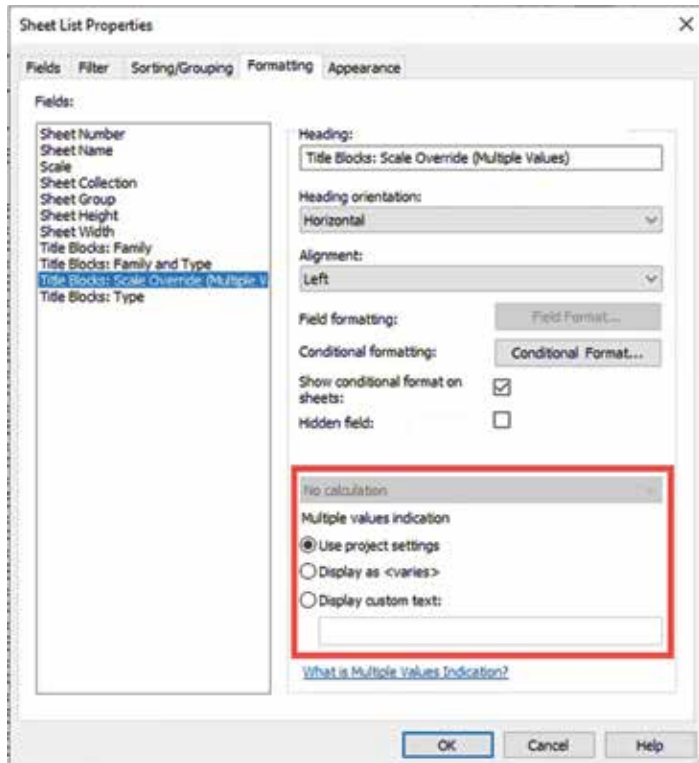 Sheet List Properties
Fields Filter Sorting/Grouping Formatting Appearance
Fields:
Sheet Number
Sheet Name
Scale
Sheet Collection
Sheet Group
Sheet Height
Sheet Width
Title Blocks: Family
Title Blocks: Family and Type
Title Blocks: Scale Override (Multiple V
Title Blocks: Type
Heading:
Title Blocks: Scale Override (Multiple Values)
Heading orientation:
Horizontal
Alignment:
Left
Field formatting: Field Format...
Conditional formatting: Conditional Format...
Show conditional format on
sheets:
Hidden field:
No calculation
Multiple values indication
Use project settings
Display as <varies>
Display custom text:
What is Multiple Values Indication?
OK Cancel Help